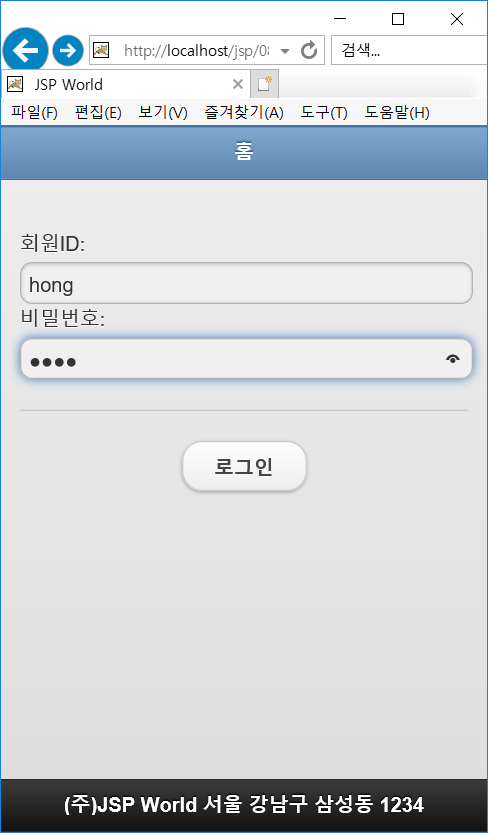 http://localhost/jsp/08
검색...
JSP World
파일(F) 편집(E) 보기(V) 즐겨찾기(A) 도구(T) 도움말(H)
홈
회원ID:
hong
비밀번호:
●●●●
로그인
(주)JSP World 서울 강남구 삼성동 1234